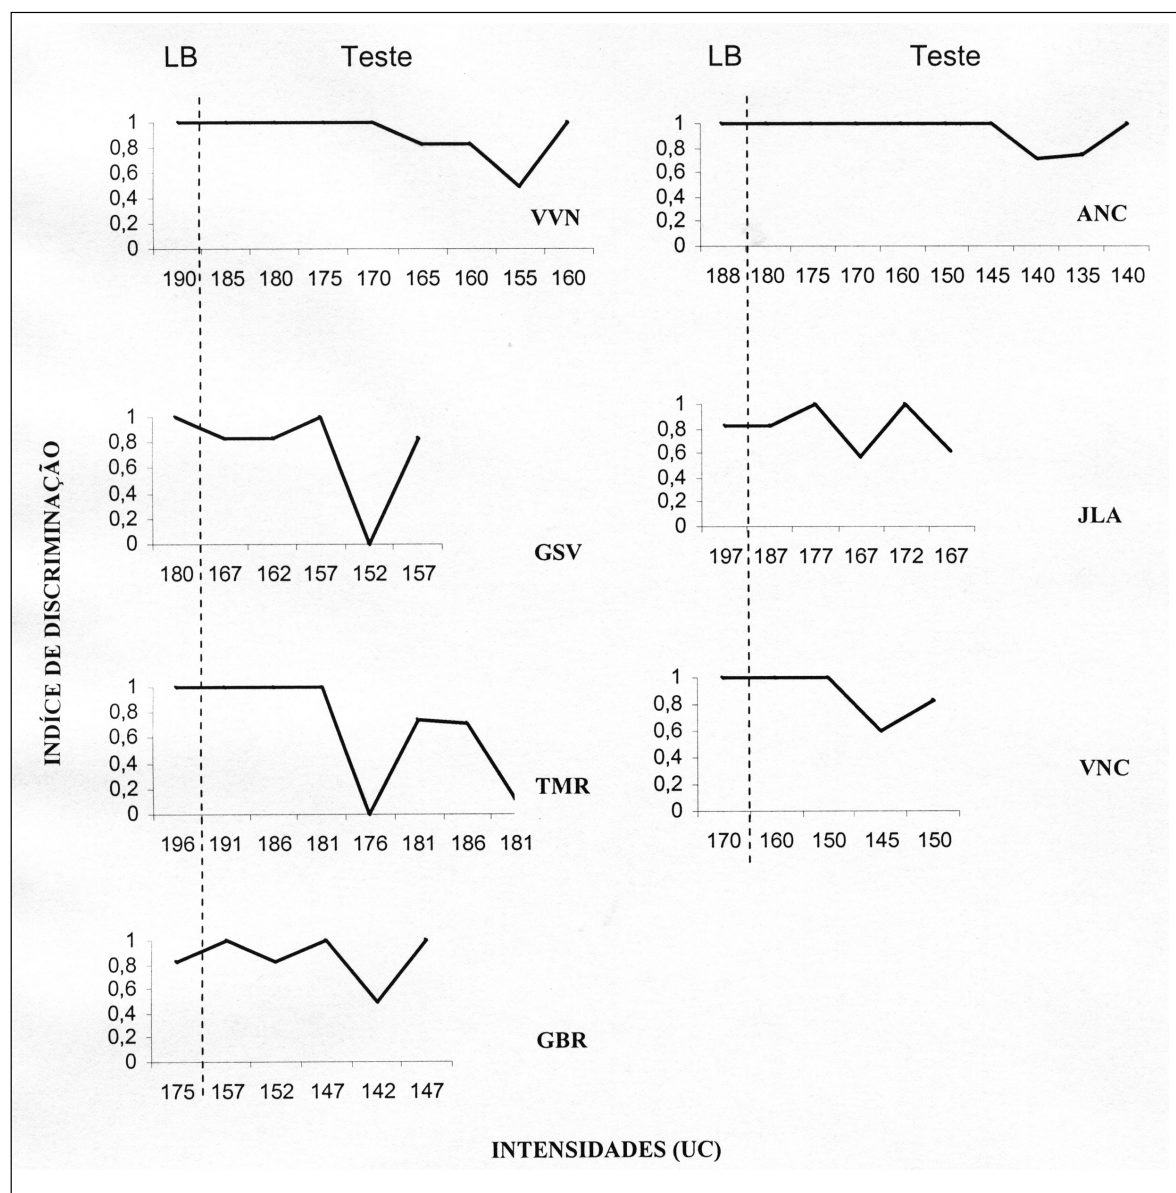 LB Teste
1
0,8
0,6
0,4
0,2
0
VVN
190 185 180 175 170 165 160 155 160
LB Teste
1
0,8
0,6
0,4
0,2
0
ANC
188 180 175 170 160 150 145 140 135 140
INDÍCE DE DISCRIMINAÇÃO
1
0,8
0,6
0,4
0,2
0
GSV
180 167 162 157 152 157
1
0,8
0,6
0,4
0,2
0
JLA
197 187 177 167 172 167
1
0,8
0,6
0,4
0,2
0
TMR
196 191 186 181 176 181 186 181
1
0,8
0,6
0,4
0,2
0
VNC
170 160 150 145 150
1
0,8
0,6
0,4
0,2
0
GBR
175 157 152 147 142 147
INTENSIDADES (UC)